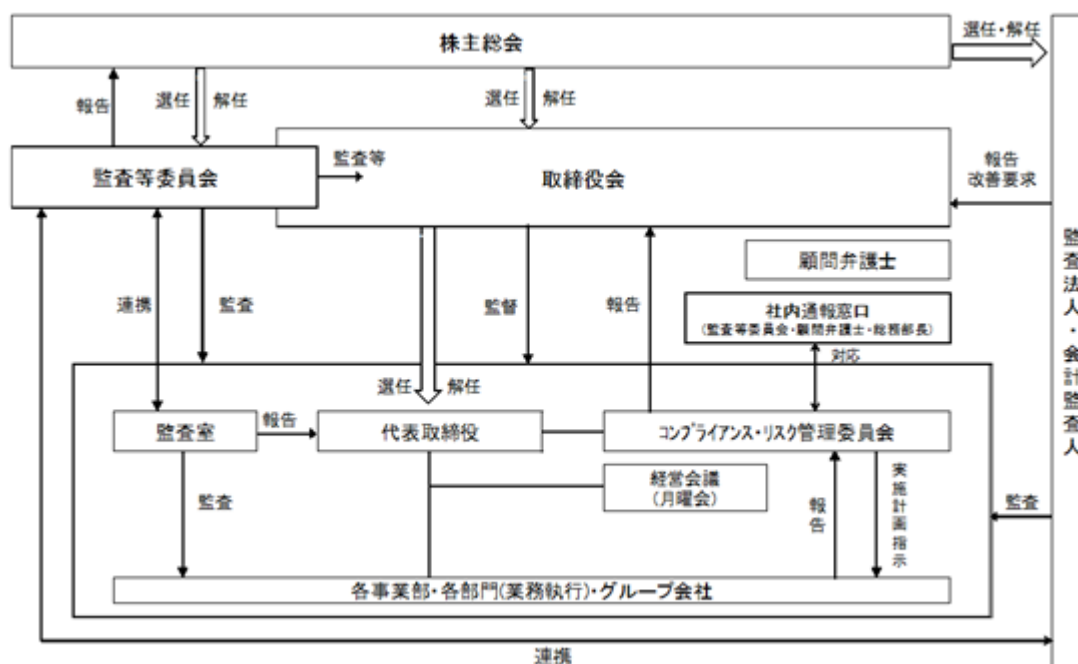 株主総会
選任・解任
報告
選任
解任
選任
解任
監査等委員会
監査等
取締役会
報告
改善要求
顧問弁護士
社内通報窓口
(監査等委員会・顧問弁護士・総務部長)
連携
監査
監督
報告
対応
選任
解任
監査室
報告
代表取締役
コンプライアンス・リスク管理委員会
経営会議
(月曜会)
監査
報告
実施計画指示
監査
各事業部・各部門(業務執行)・グループ会社
連携
監査法人・会計監査人